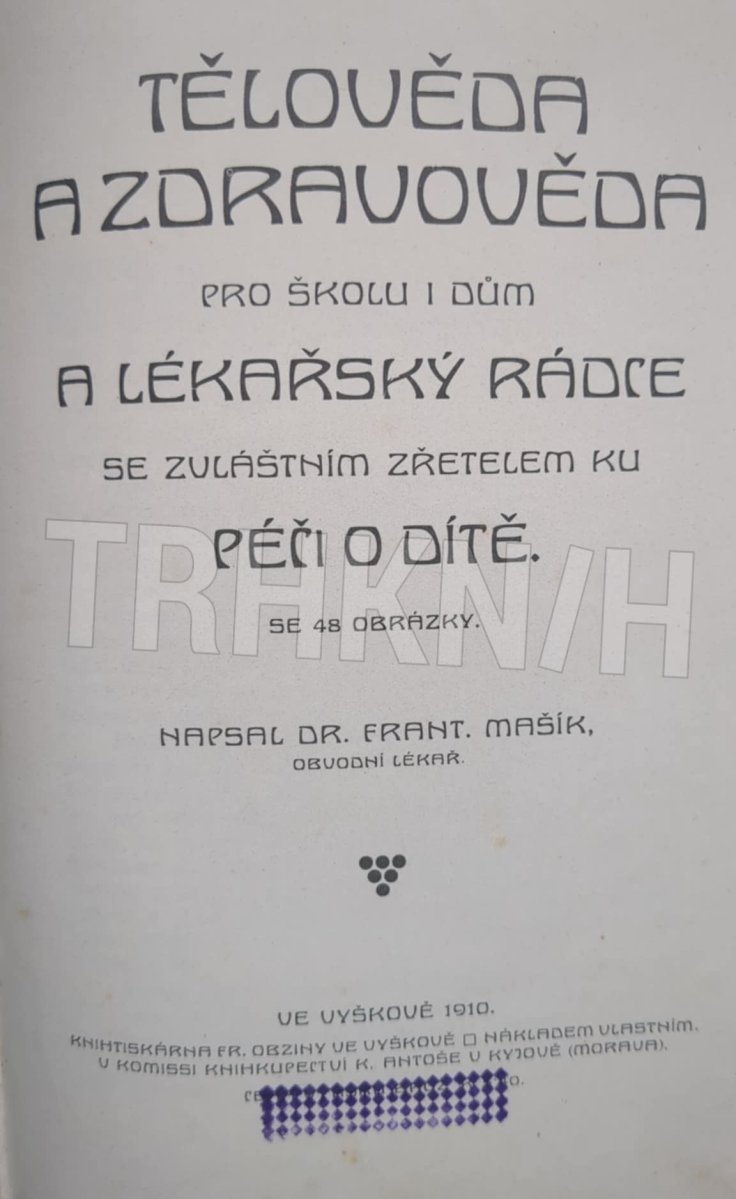 TĚLOVĚDA
A ZDRAVOVĚDA
PRO ŠKOLU I DŮM
A LÉKAŘSKÝ RÁDCE
SE ZVLÁŠTNÍM ZŘETELEM KU
PÉČI O DÍTĚ.
TRHKN/H
SE 48 OBRÁZKY.
NAPSAL DR. FRANT. MAŠÍK,
OBVODNÍ LÉKAŘ.
VE VYŠKOVĚ 1910.
KNIHTISKÁRNA FR. OBZINY VE VYŠKOVĚ □ NÁKLADEM VLASTNÍM.
V KOMISSI KNIHKUPECTVÍ K. ANTOŠE V KYJOVĚ (MORAVA).